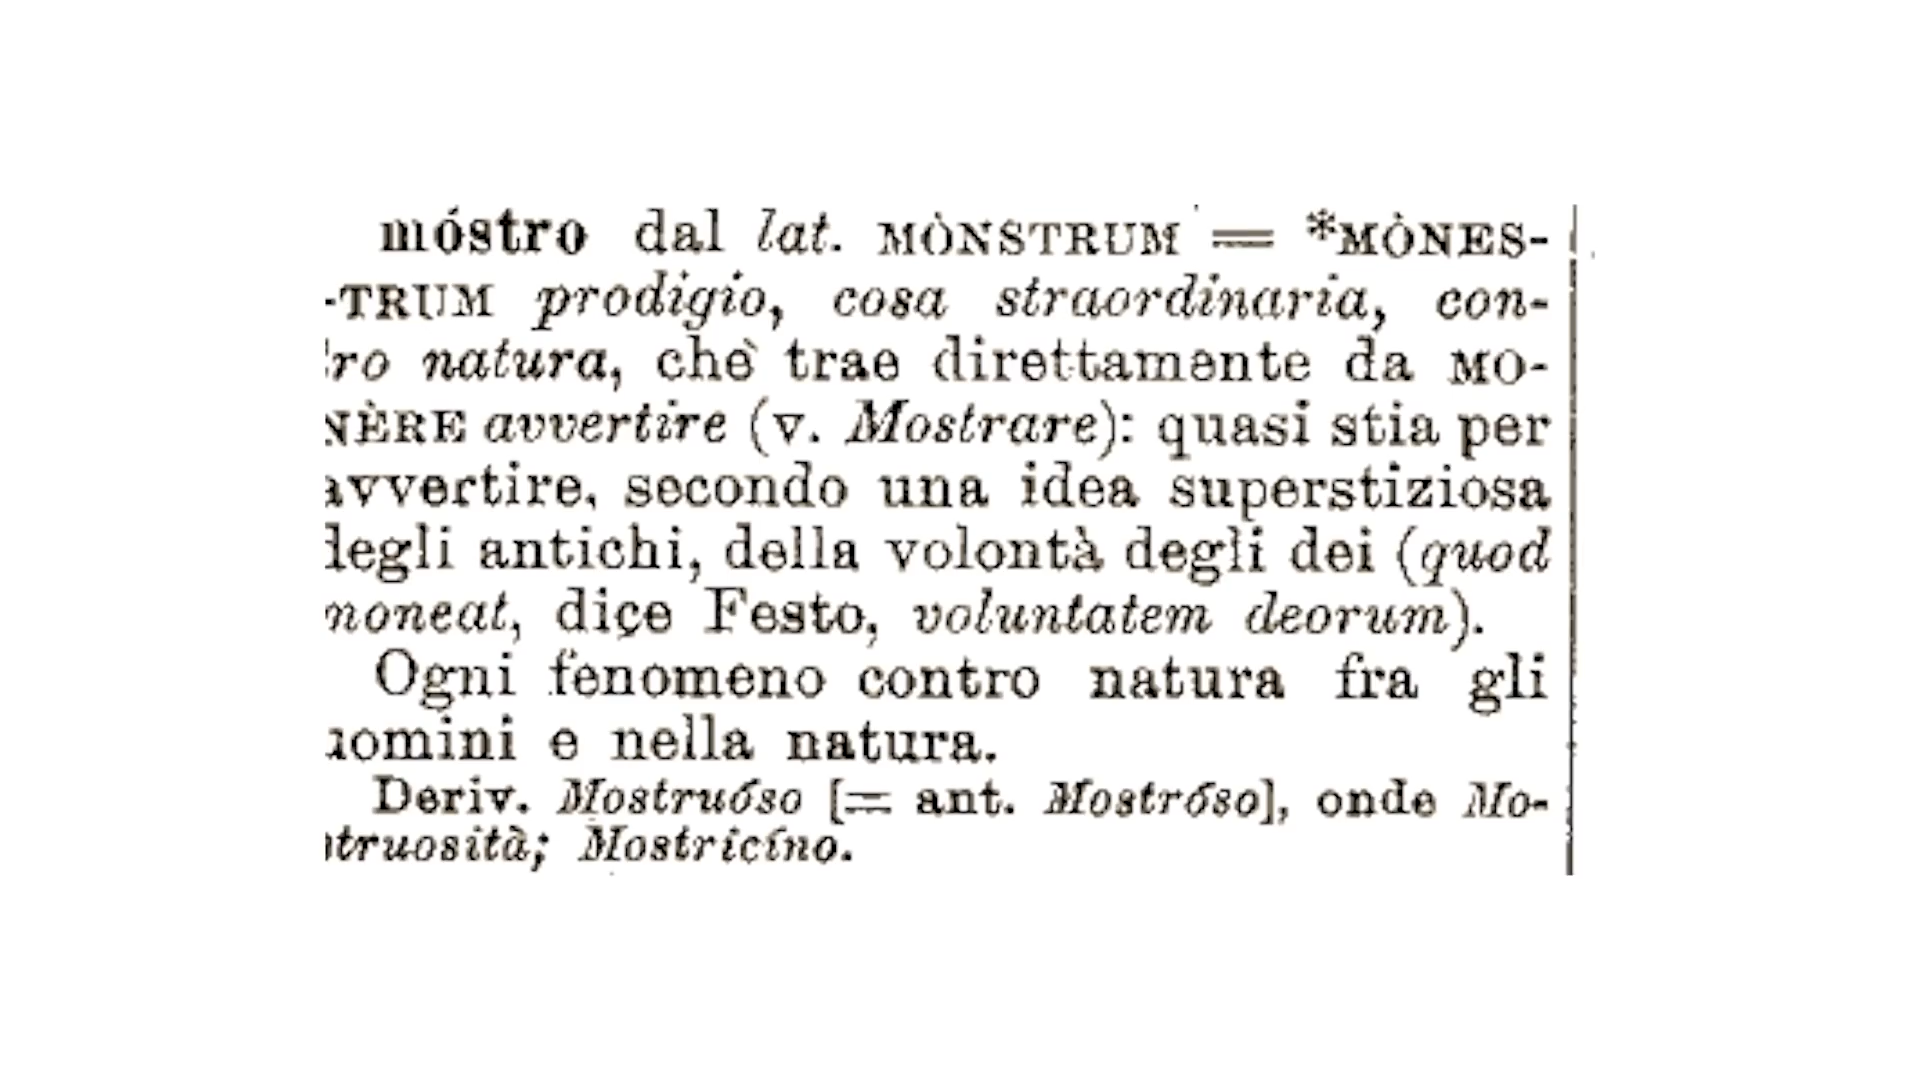 móstro dal lat. MÒNSTRUM = *MÒNES-
-TRUM prodigio, cosa straordinaria, con-
tro natura, che trae direttamente da MO-
NÈRE avvertire (v. Mostrare): quasi stia per
avvertire, secondo una idea superstiziosa
degli antichi, della volontà degli dei (quod
moneat, diçe Festo, voluntatem deorum).
Ogni fenomeno contro natura fra gli
uomini e nella natura.
Deriv. Mostruóso [= ant. Mostróso], onde Mo-
struosità; Mostricíno.